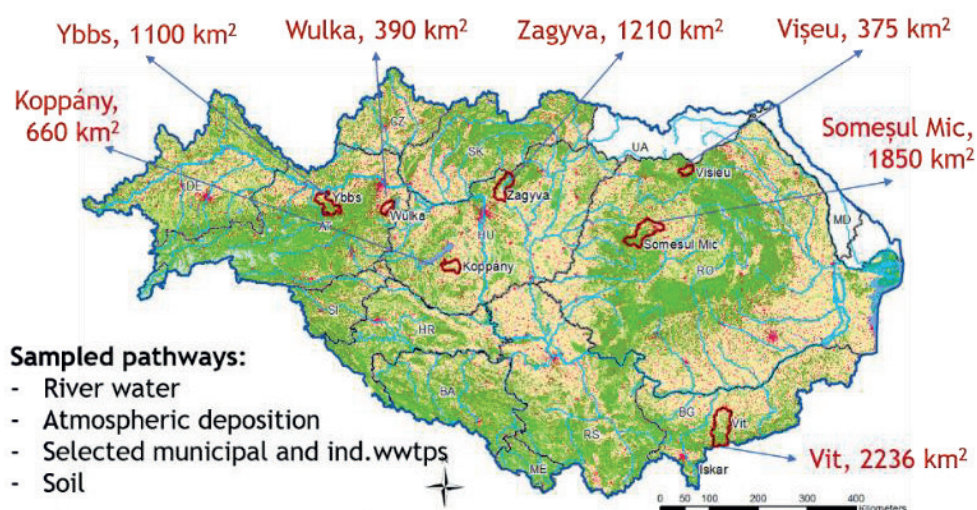 Ybbs, 1100 km²
Wulka, 390 km²
Zagyva, 1210 km²
Vișeu, 375 km²
Koppány,
660 km²
Someșul Mic,
1850 km²
CZ
SK
UA
DE
Ybbs
AT
Wulka
Zagyva
Visieu
MD
HU
Somesul Mic
Koppány
RO
SI
HR
Sampled pathways:
- River water
- Atmospheric deposition
- Selected municipal and ind.wwtps
- Soil
BA
RS
ME
BG
Vit
Iskar
Vit, 2236 km²
0 50 100 200 300 400
Kilometers